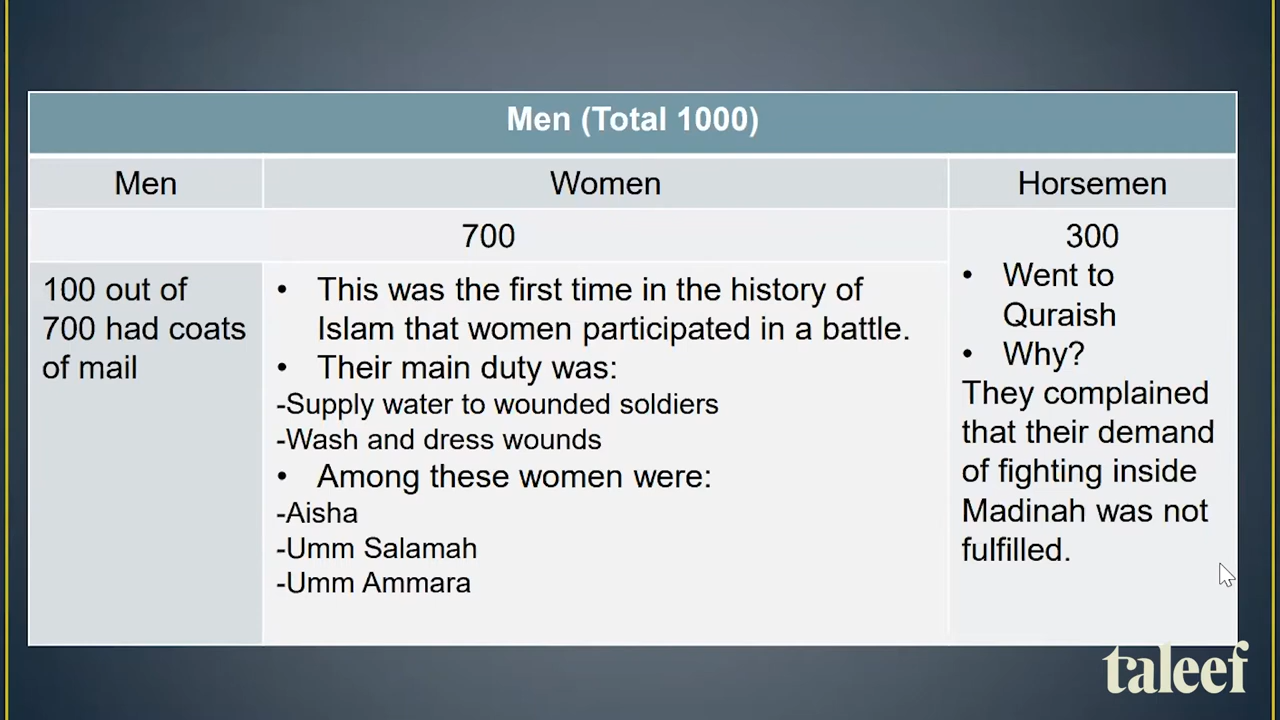 Men (Total 1000)
Men
Women
Horsemen
700
300
100 out of
700 had coats
of mail
• This was the first time in the history of
Islam that women participated in a battle.
• Their main duty was:
-Supply water to wounded soldiers
-Wash and dress wounds
• Among these women were:
-Aisha
-Umm Salamah
-Umm Ammara
• Went to
Quraish
• Why?
They complained
that their demand
of fighting inside
Madinah was not
fulfilled.
taleef